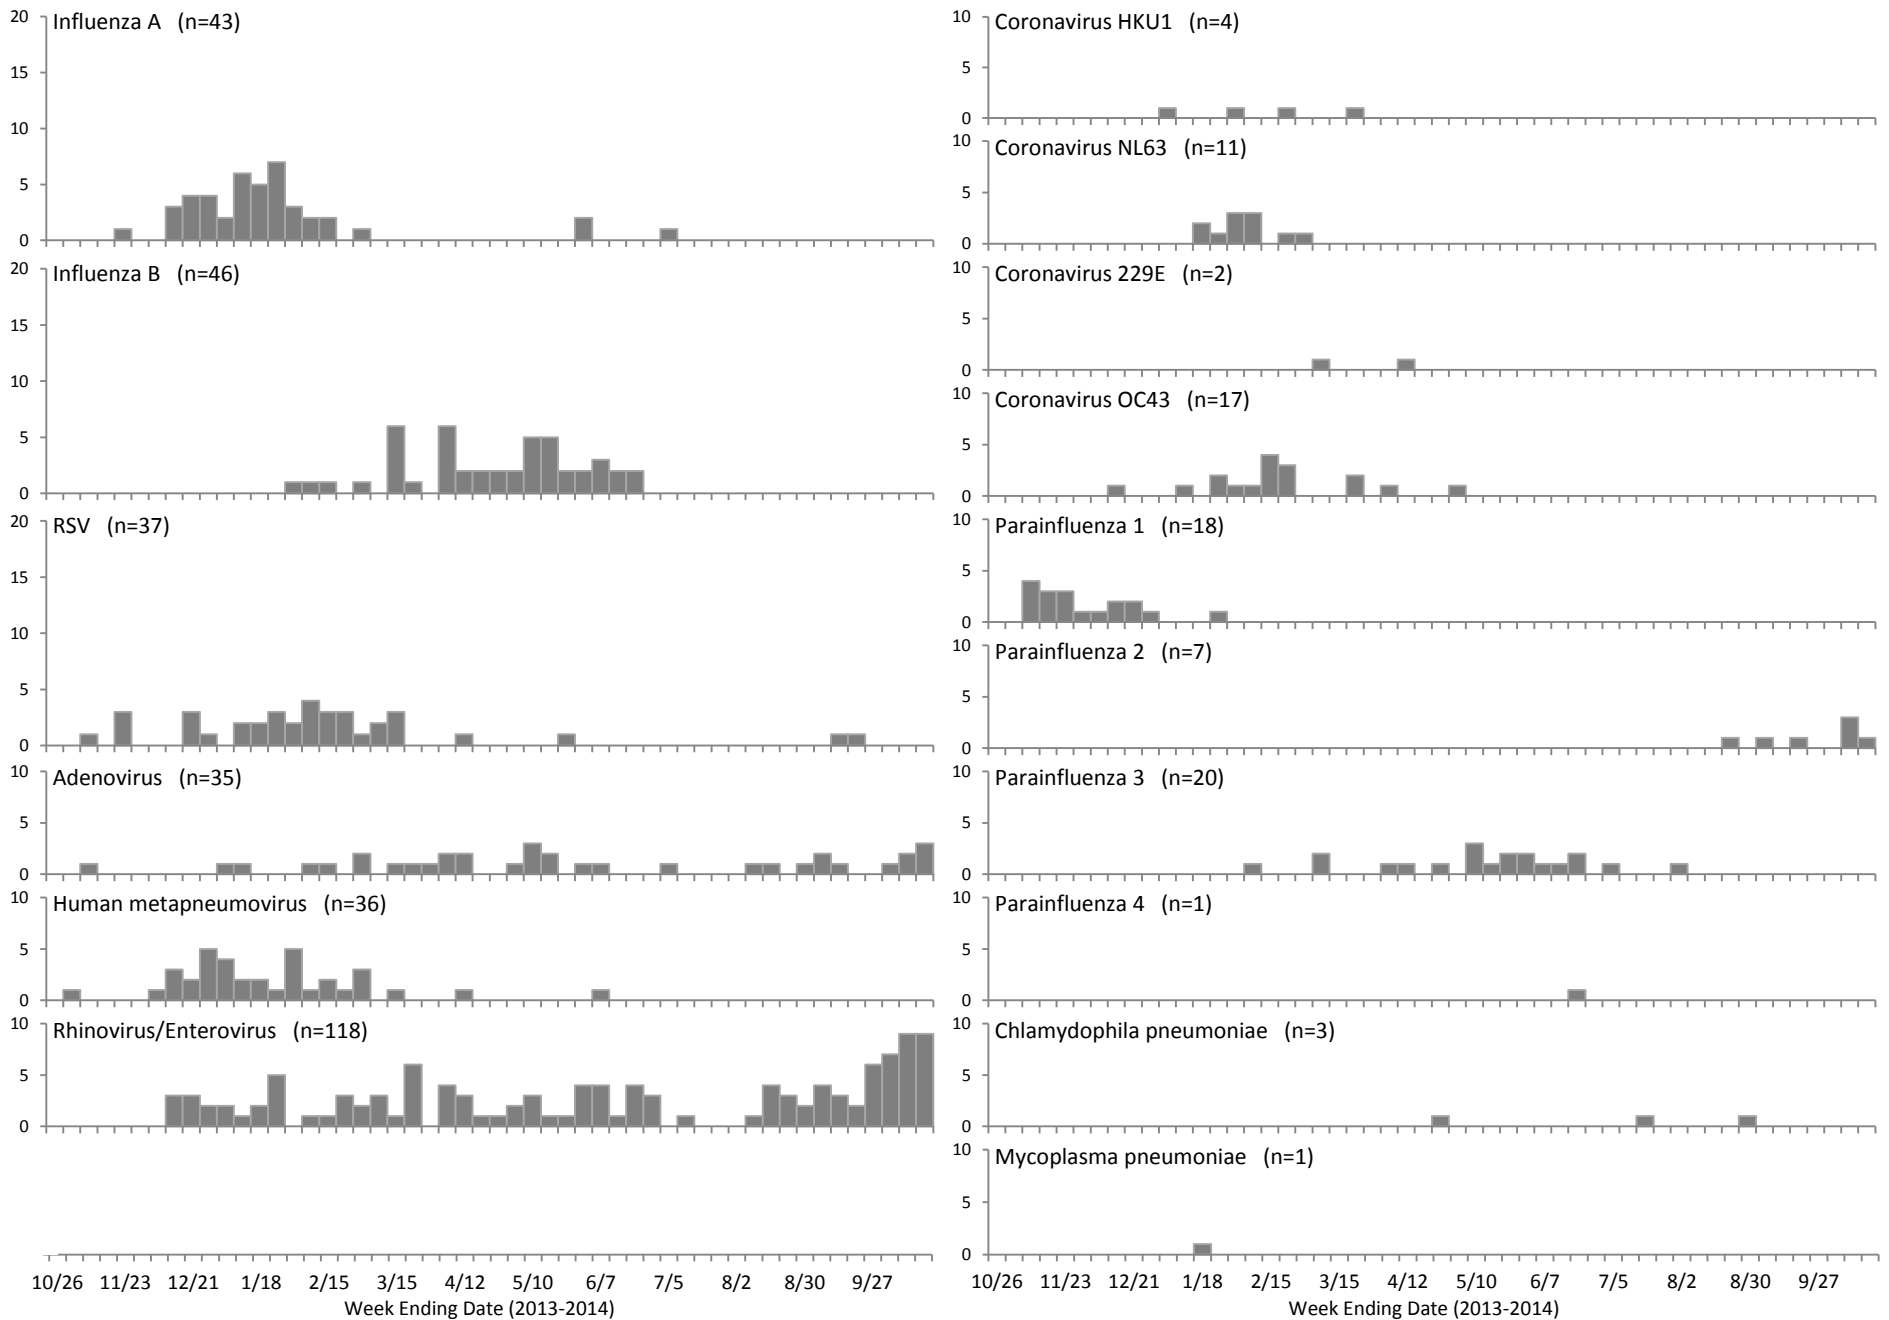 Influenza A (n=43)
20
15
10
5
0
Influenza B (n=46)
20
15
10
5
0
RSV (n=37)
20
15
10
5
0
Adenovirus (n=35)
10
5
0
Human metapneumovirus (n=36)
10
5
0
Rhinovirus/Enterovirus (n=118)
10
5
0
10/26 11/23 12/21 1/18 2/15 3/15 4/12 5/10 6/7 7/5 8/2 8/30 9/27
Week Ending Date (2013-2014)
Coronavirus HKU1 (n=4)
10
5
0
Coronavirus NL63 (n=11)
10
5
0
Coronavirus 229E (n=2)
10
5
0
Coronavirus OC43 (n=17)
10
5
0
Parainfluenza 1 (n=18)
10
5
0
Parainfluenza 2 (n=7)
10
5
0
Parainfluenza 3 (n=20)
10
5
0
Parainfluenza 4 (n=1)
10
5
0
Chlamydophila pneumoniae (n=3)
10
5
0
Mycoplasma pneumoniae (n=1)
10
5
0
10/26 11/23 12/21 1/18 2/15 3/15 4/12 5/10 6/7 7/5 8/2 8/30 9/27
Week Ending Date (2013-2014)